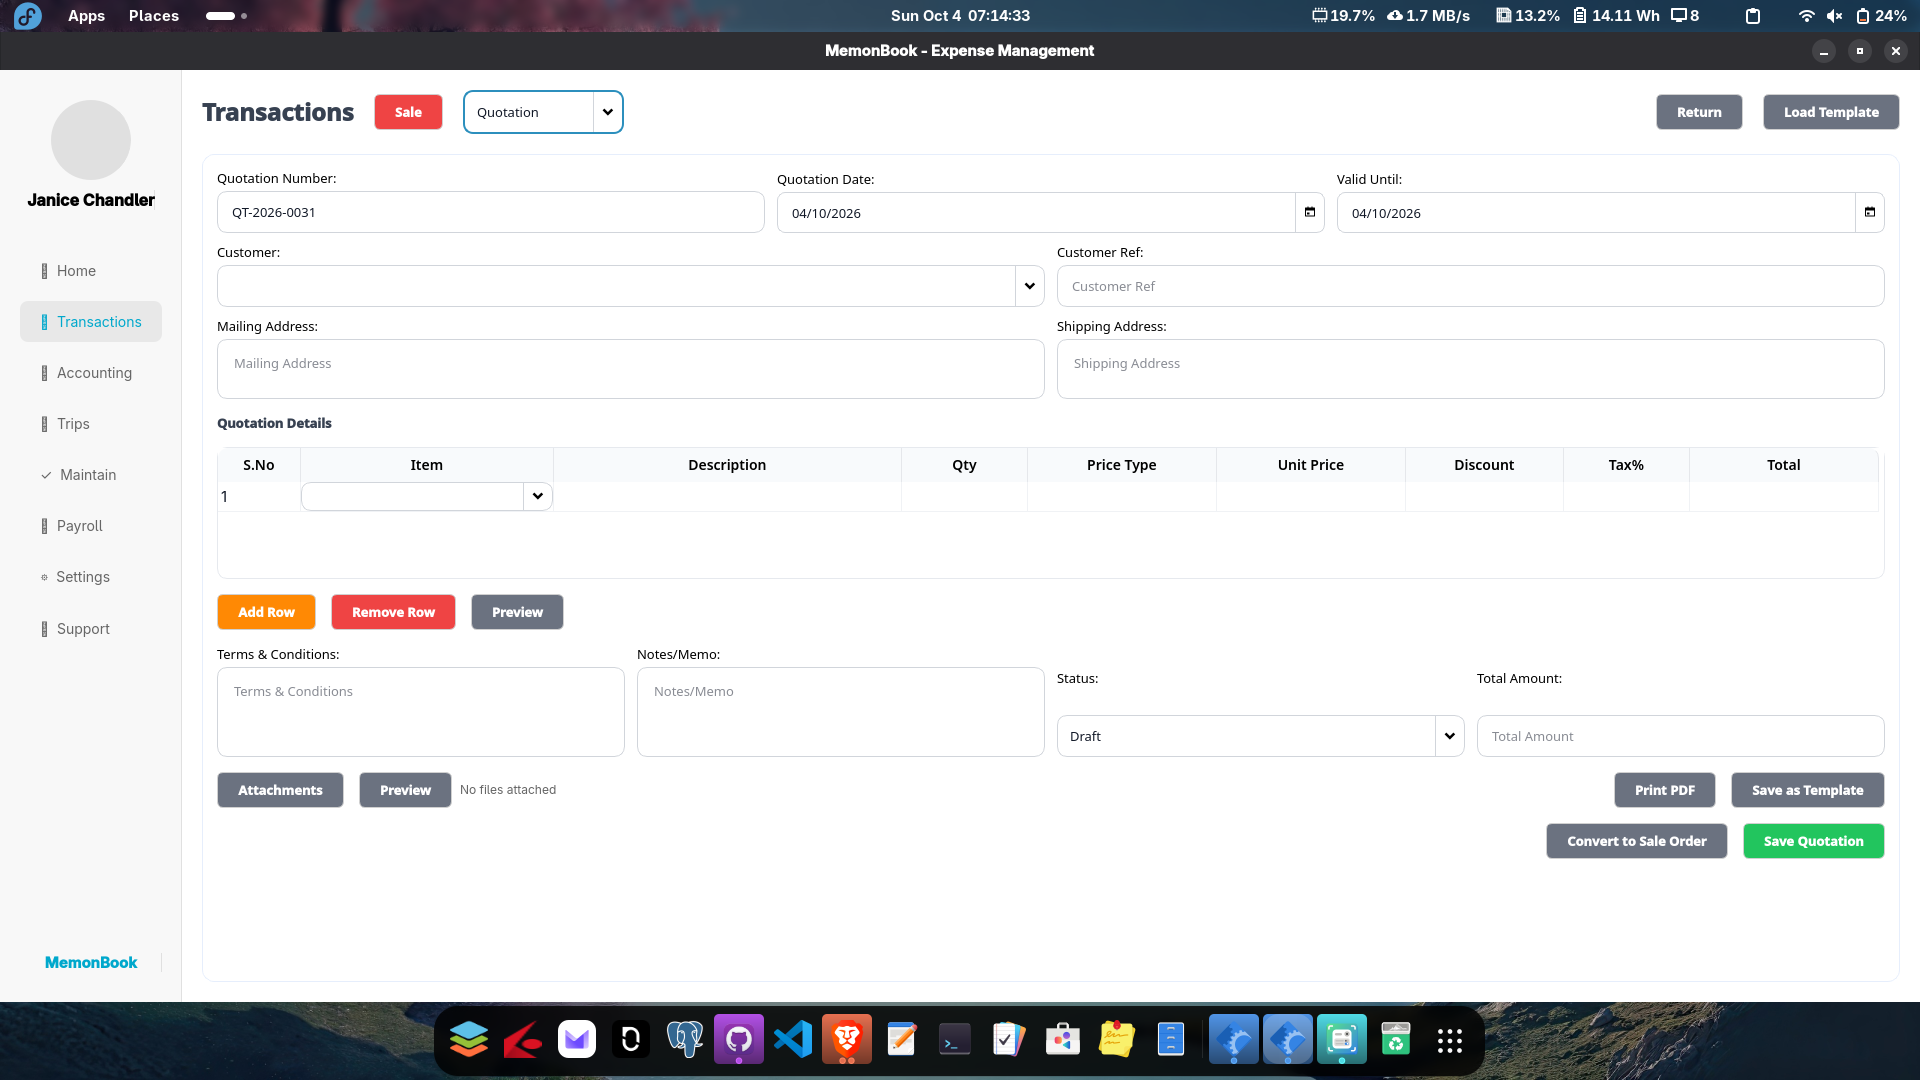 Apps Places Sun Oct 4 07:14:33 19.7% 1.7 MB/s 13.2% 14.11 Wh 8 24%
MemonBook - Expense Management
Transactions Sale Quotation Return Load Template
Janice Chandler
Home
Transactions
Accounting
Trips
Maintain
Payroll
Settings
Support
MemonBook
Quotation Number: Quotation Date: Valid Until:
QT-2026-0031 04/10/2026 04/10/2026
Customer: Customer Ref:
Customer Ref
Mailing Address: Shipping Address:
Mailing Address Shipping Address
Quotation Details
S.No Item Description Qty Price Type Unit Price Discount Tax% Total
1
Add Row Remove Row Preview
Terms & Conditions: Notes/Memo: Status: Total Amount:
Terms & Conditions Notes/Memo Draft Total Amount
Attachments Preview No files attached Print PDF Save as Template
Convert to Sale Order Save Quotation